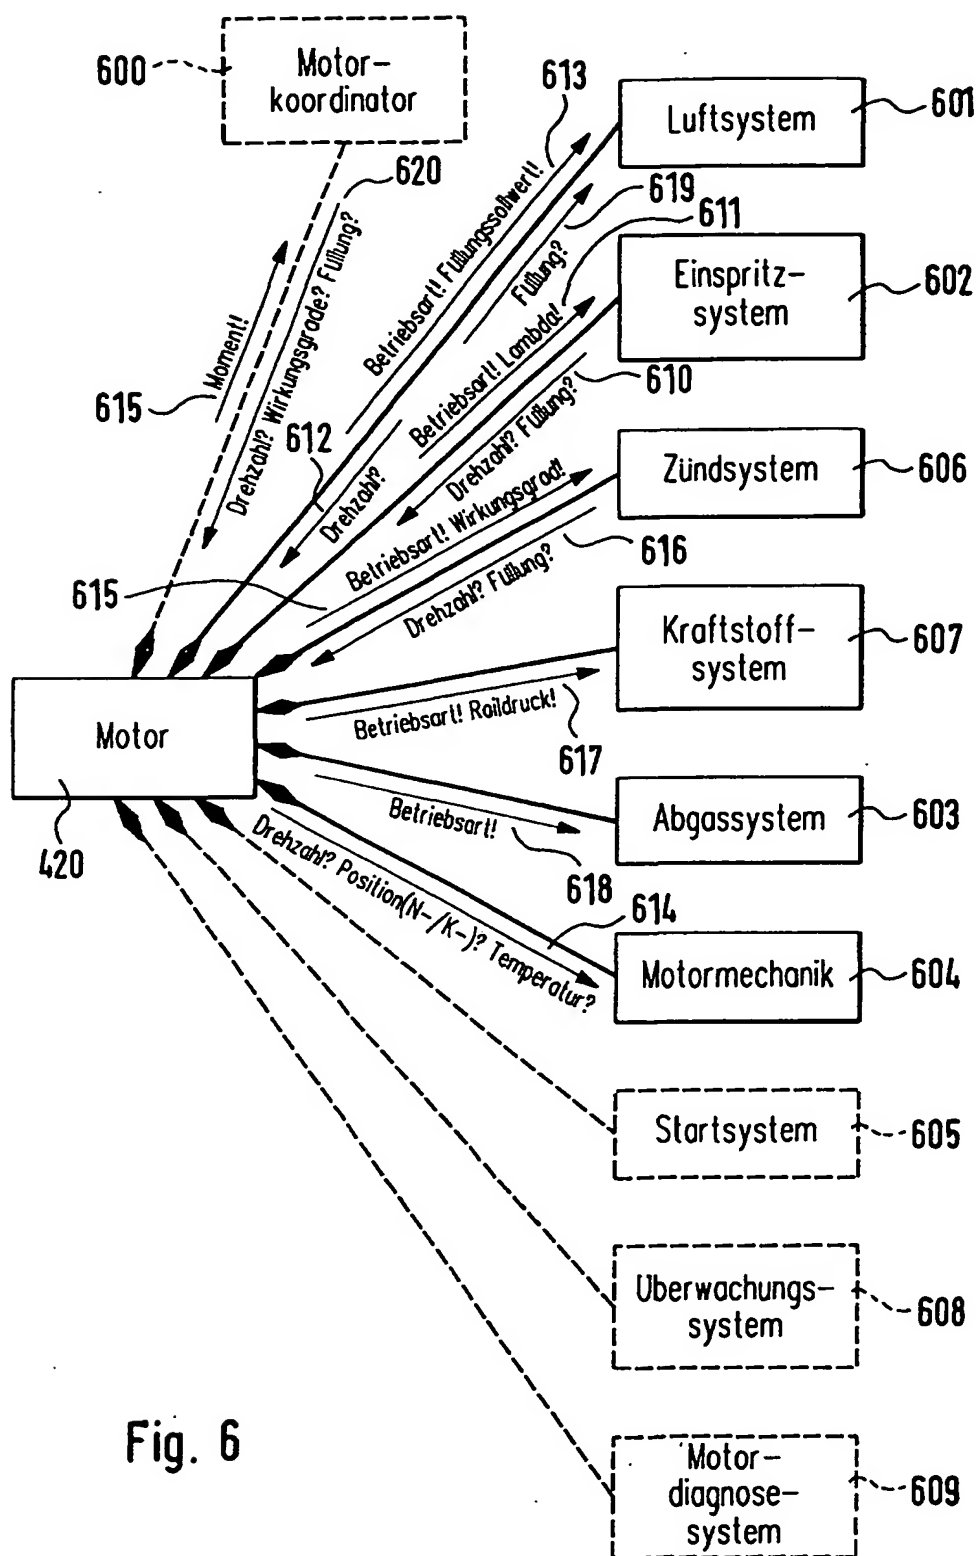 600
Motor-
koordinator
613
Luftsystem
601
620
619
611
Betriebsart! Füllungssollwert!
Füllung?
Einspritz-
system
602
Moment!
615
Drehzahl? Wirkungsgrade? Füllung?
Betriebsart! Lambda!
610
612
Drehzahl?
Drehzahl? Füllung?
Zündsystem
606
Betriebsart! Wirkungsgrad!
616
615
Drehzahl? Füllung?
Kraftstoff-
system
607
Motor
Betriebsart! Raildruck!
617
420
Betriebsart!
618
Abgassystem
603
Drehzahl? Position(N-/K-)? Temperatur?
614
Motormechanik
604
Startsystem
605
Überwachungs-
system
608
Fig. 6
Motor-
diagnose-
system
609